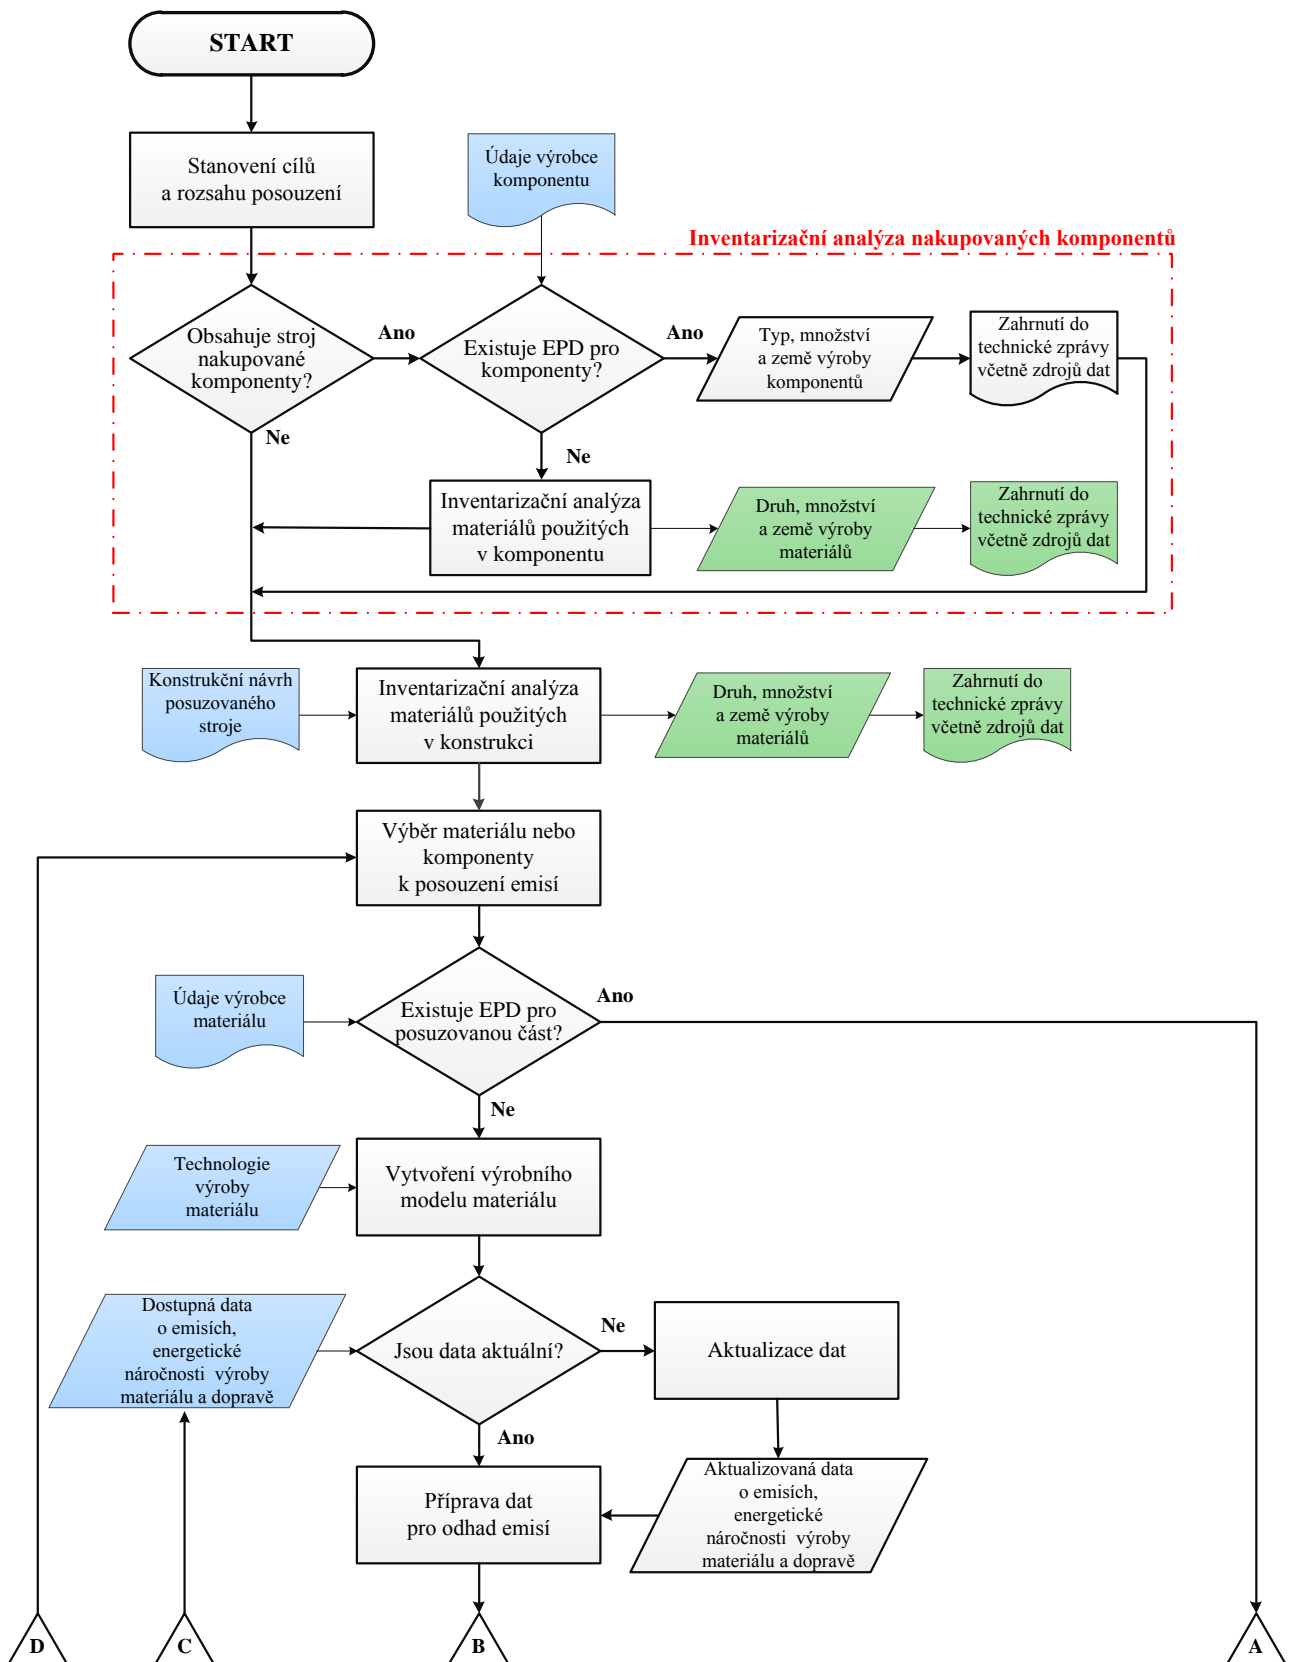 START
Stanovení cílů
a rozsahu posouzení
Údaje výrobce
komponentu
Inventarizační analýza nakupovaných komponentů
Obsahuje stroj
nakupované
komponenty?
Ano
Existuje EPD pro
komponenty?
Ano
Typ, množství
a země výroby
komponentů
Zahrnutí do
technické zprávy
včetně zdrojů dat
Ne
Ne
Inventarizační analýza
materiálů použitých
v komponentu
Druh, množství
a země výroby
materiálů
Zahrnutí do
technické zprávy
včetně zdrojů dat
Konstrukční návrh
posuzovaného
stroje
Inventarizační analýza
materiálů použitých
v konstrukci
Druh, množství
a země výroby
materiálů
Zahrnutí do
technické zprávy
včetně zdrojů dat
Výběr materiálu nebo
komponenty
k posouzení emisí
Údaje výrobce
materiálu
Existuje EPD pro
posuzovanou část?
Ano
Ne
Technologie
výroby
materiálu
Vytvoření výrobního
modelu materiálu
Dostupná data
o emisích,
energetické
náročnosti výroby
materiálu a dopravě
Jsou data aktuální?
Ne
Aktualizace dat
Ano
Příprava dat
pro odhad emisí
Aktualizovaná data
o emisích,
energetické
náročnosti výroby
materiálu a dopravě
D
C
B
A